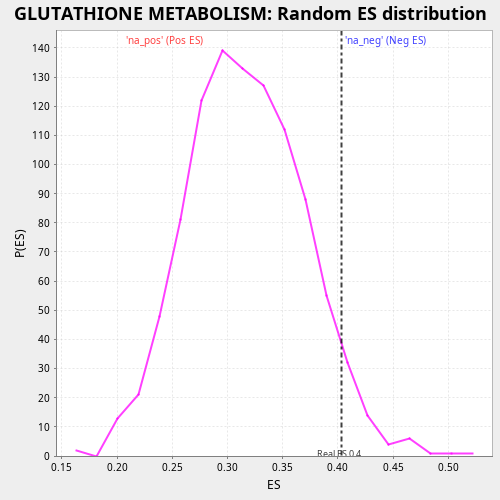 GLUTATHIONE METABOLISM: Random ES distribution
'na_pos' (Pos ES)
'na_neg' (Neg ES)
140
130
120
110
100
90
80
70
60
50
40
30
20
10
0
P(ES)
Real ES 0.4
0.15 0.20 0.25 0.30 0.35 0.40 0.45 0.50
ES